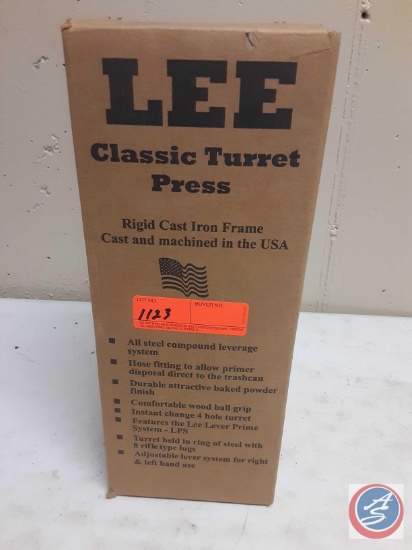 LEE
Classic Turret
Press
Rigid Cast Iron Frame
Cast and machined in the USA
LOT NO.
1123
All steel compound leverage
system
Hose fitting to allow primer
disposal direct to the trashcan
Durable attractive baked powder
finish
Comfortable wood ball grip
Instant change 4 hole turret
Features the Lee Lever Prime
System - LPS
Turret held in ring of steel with
8 rifle type lugs
Adjustable lever system for right
& left hand use